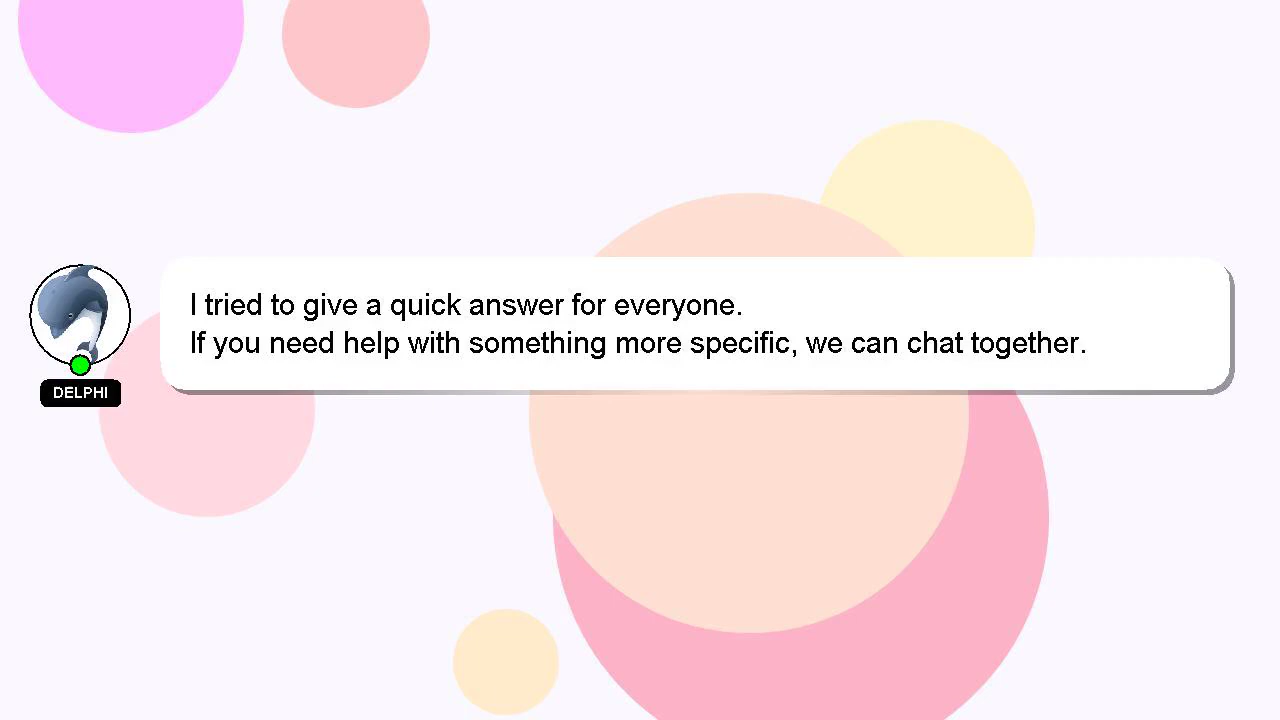 I tried to give a quick answer for everyone.
If you need help with something more specific, we can chat together.
DELPHI